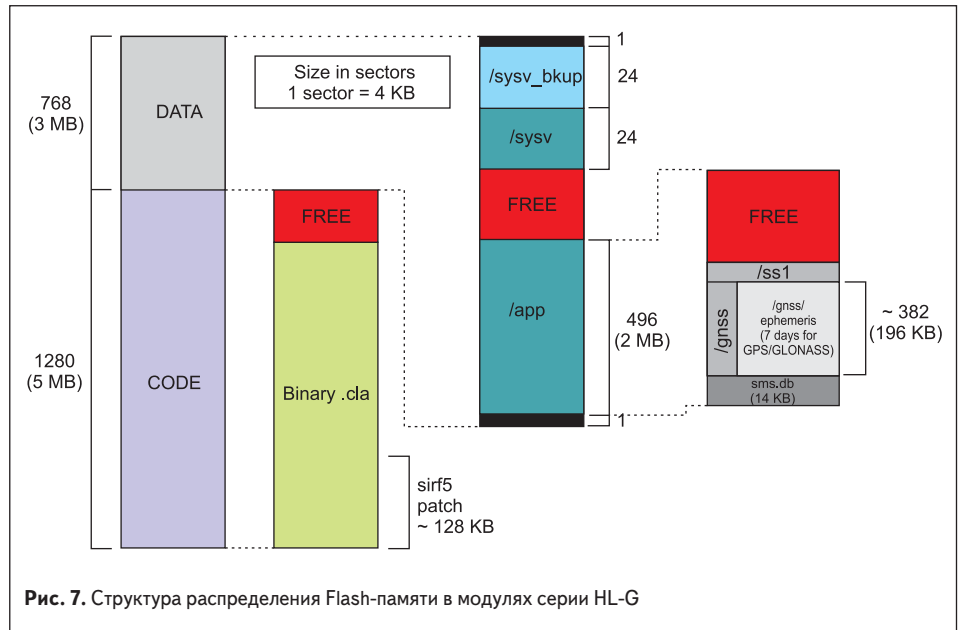 768
(3 MB)
DATA
Size in sectors
1 sector = 4 KB
1
/sysv_bkup
24
/sysv
24
FREE
FREE
FREE
/ss1
/gnss
/gnss/
ephemeris
(7 days for
GPS/GLONASS)
~ 382
(196 KB)
sms.db
(14 KB)
/app
496
(2 MB)
1
1280
(5 MB)
CODE
Binary .cla
sirf5
patch
~ 128 KB
Рис. 7. Структура распределения Flash-памяти в модулях серии HL-G